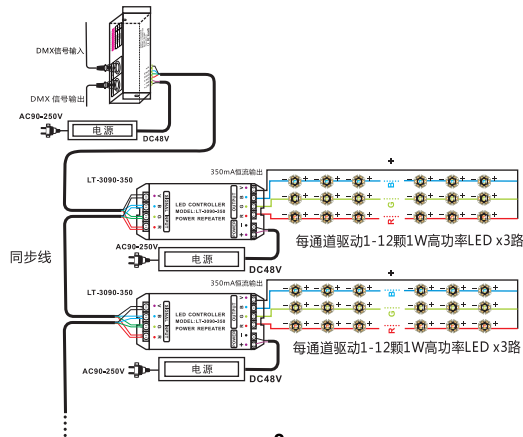 DMX信号输入
DMX 信号输出
AC90-250V
电源
DC48V
LT-3090-350
350mA恒流输出
LED CONTROLLER
MODEL:LT-3090-350
POWER REPEATER
+
B
G
R
每通道驱动1-12颗1W高功率LED x3路
AC90-250V
电源
DC48V
同步线
LT-3090-350
350mA恒流输出
LED CONTROLLER
MODEL:LT-3090-350
POWER REPEATER
+
B
G
R
每通道驱动1-12颗1W高功率LED x3路
AC90-250V
电源
DC48V